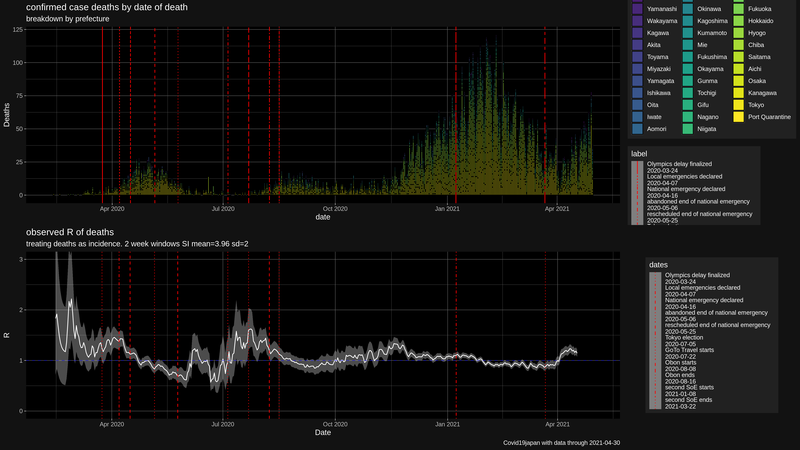 confirmed case deaths by date of death
breakdown by prefecture
125
100
75
50
25
0
Deaths
Apr 2020
Jul 2020
Oct 2020
Jan 2021
Apr 2021
date
Yamanashi
Okinawa
Fukuoka
Wakayama
Kagoshima
Hokkaido
Kagawa
Kumamoto
Hyogo
Akita
Mie
Chiba
Toyama
Fukushima
Saitama
Miyazaki
Okayama
Aichi
Yamagata
Gunma
Osaka
Ishikawa
Tochigi
Kanagawa
Oita
Gifu
Tokyo
Iwate
Nagano
Port Quarantine
Aomori
Niigata
label
Olympics delay finalized
2020-03-24
Local emergencies declared
2020-04-07
National emergency declared
2020-04-16
abandoned end of national emergency
2020-05-06
rescheduled end of national emergency
2020-05-25
observed R of deaths
treating deaths as incidence. 2 week windows SI mean=3.96 sd=2
3
2
1
0
R
Apr 2020
Jul 2020
Oct 2020
Jan 2021
Apr 2021
Date
dates
Olympics delay finalized
2020-03-24
Local emergencies declared
2020-04-07
National emergency declared
2020-04-16
abandoned end of national emergency
2020-05-06
rescheduled end of national emergency
2020-05-25
Tokyo election
2020-07-05
GoTo Travel starts
2020-07-22
Obon starts
2020-08-08
Obon ends
2020-08-16
second SoE starts
2021-01-08
second SoE ends
2021-03-22
Covid19japan with data through 2021-04-30